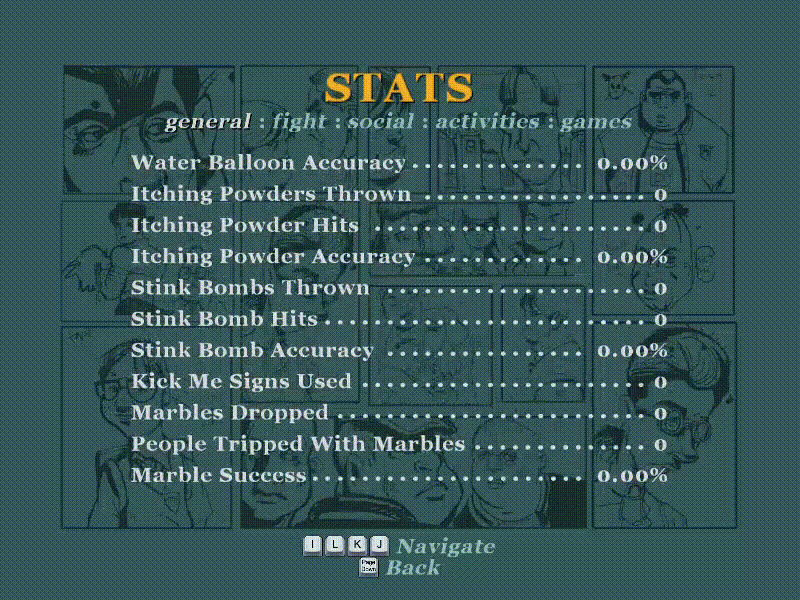 STATS
general : fight : social : activities : games
Water Balloon Accuracy . . . . . . . . . . . . . . 0.00%
Itching Powders Thrown . . . . . . . . . . . . . . . . . . 0
Itching Powder Hits . . . . . . . . . . . . . . . . . . . . . . 0
Itching Powder Accuracy . . . . . . . . . . . . . 0.00%
Stink Bombs Thrown . . . . . . . . . . . . . . . . . . . . . 0
Stink Bomb Hits . . . . . . . . . . . . . . . . . . . . . . . . . . 0
Stink Bomb Accuracy . . . . . . . . . . . . . . . . 0.00%
Kick Me Signs Used . . . . . . . . . . . . . . . . . . . . . . . 0
Marbles Dropped . . . . . . . . . . . . . . . . . . . . . . . . . 0
People Tripped With Marbles . . . . . . . . . . . . . . 0
Marble Success . . . . . . . . . . . . . . . . . . . . . . 0.00%
I L K J Navigate
Page Down Back